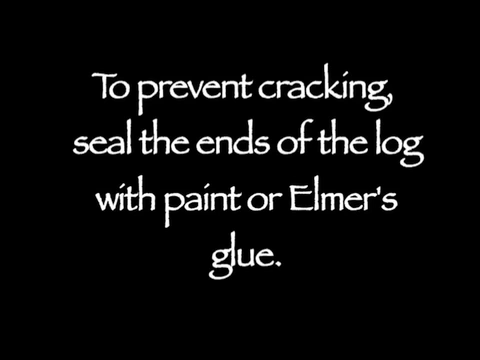 To prevent cracking,
seal the ends of the log
with paint or Elmer's
glue.